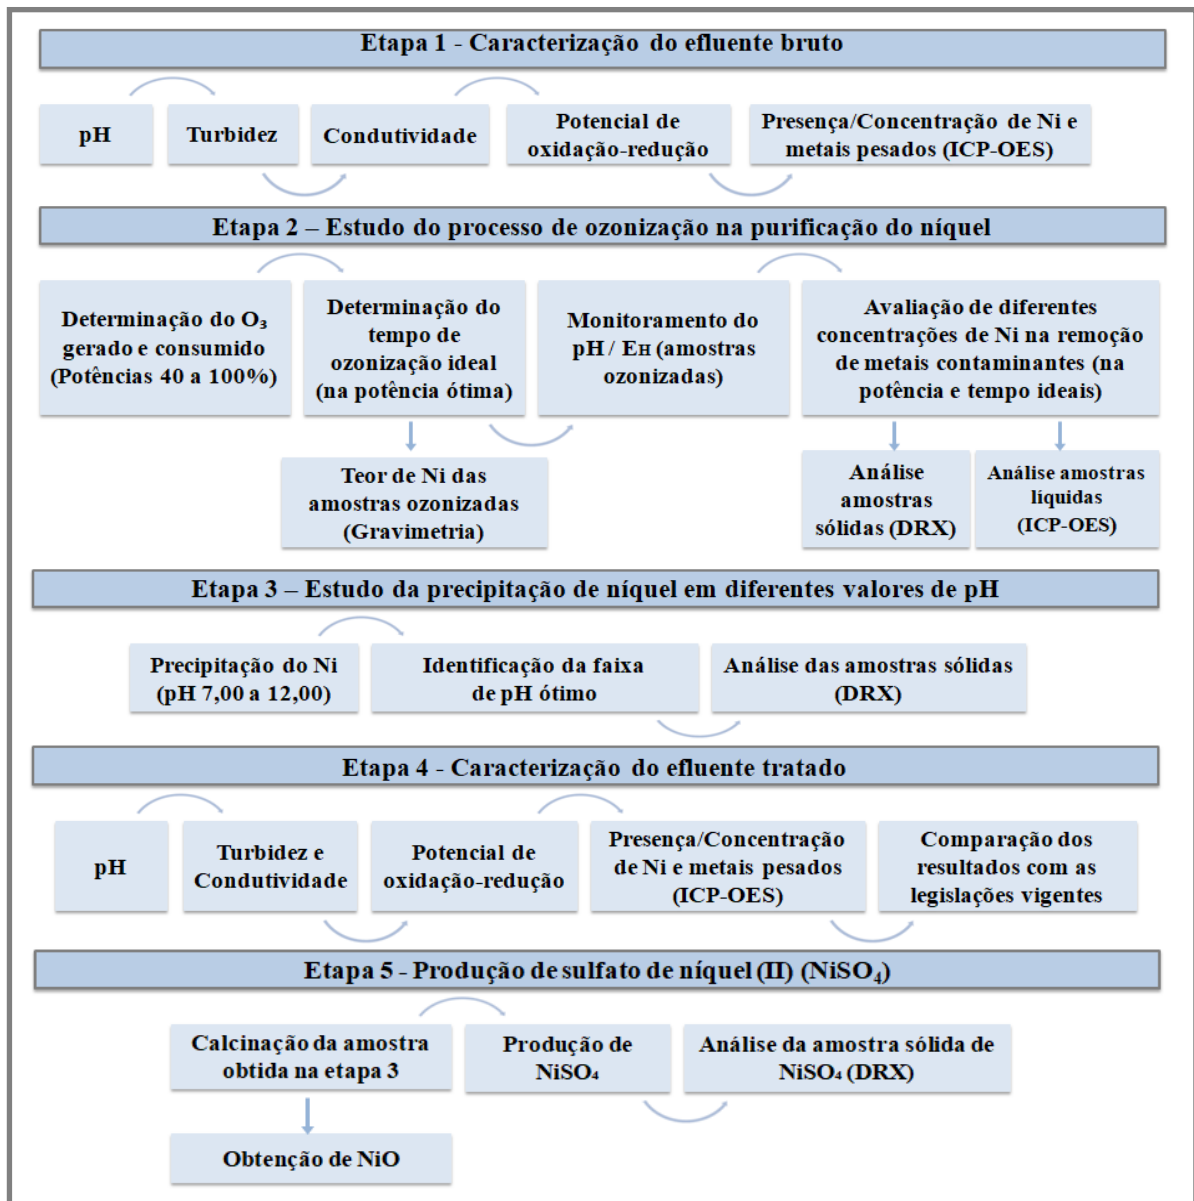 Etapa 1 - Caracterização do efluente bruto
pH
Turbidez
Condutividade
Potencial de
oxidação-redução
Presença/Concentração de Ni e
metais pesados (ICP-OES)
Etapa 2 – Estudo do processo de ozonização na purificação do níquel
Determinação do O₃
gerado e consumido
(Potências 40 a 100%)
Determinação do
tempo de
ozonização ideal
(na potência ótima)
Monitoramento do
pH / EH (amostras
ozonizadas)
Avaliação de diferentes
concentrações de Ni na remoção
de metais contaminantes (na
potência e tempo ideais)
Teor de Ni das
amostras ozonizadas
(Gravimetria)
Análise
amostras
sólidas (DRX)
Análise amostras
líquidas
(ICP-OES)
Etapa 3 – Estudo da precipitação de níquel em diferentes valores de pH
Precipitação do Ni
(pH 7,00 a 12,00)
Identificação da faixa
de pH ótimo
Análise das amostras sólidas
(DRX)
Etapa 4 - Caracterização do efluente tratado
pH
Turbidez e
Condutividade
Potencial de
oxidação-redução
Presença/Concentração
de Ni e metais pesados
(ICP-OES)
Comparação dos
resultados com as
legislações vigentes
Etapa 5 - Produção de sulfato de níquel (II) (NiSO₄)
Calcinação da amostra
obtida na etapa 3
Produção de
NiSO₄
Análise da amostra sólida de
NiSO₄ (DRX)
Obtenção de NiO